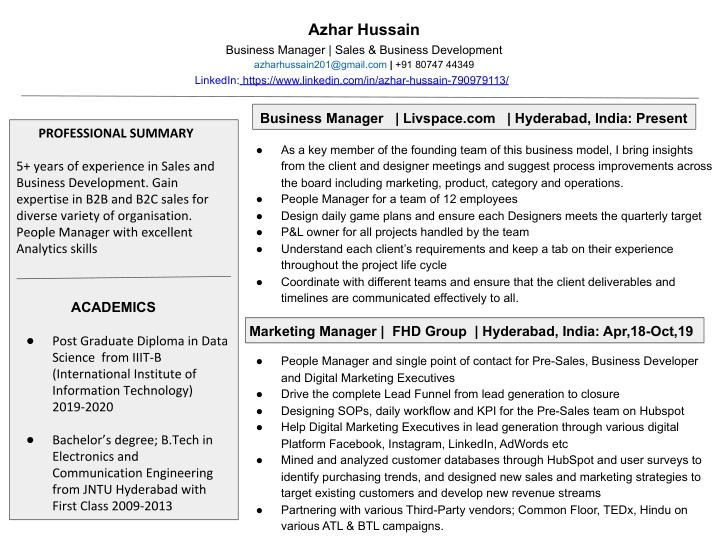 Azhar Hussain
Business Manager | Sales & Business Development
azharhussain201@gmail.com | +91 80747 44349
LinkedIn: https://www.linkedin.com/in/azhar-hussain-790979113/
PROFESSIONAL SUMMARY
5+ years of experience in Sales and
Business Development. Gain
expertise in B2B and B2C sales for
diverse variety of organisation.
People Manager with excellent
Analytics skills
ACADEMICS
● Post Graduate Diploma in Data
Science from IIIT-B
(International Institute of
Information Technology)
2019-2020
● Bachelor's degree; B.Tech in
Electronics and
Communication Engineering
from JNTU Hyderabad with
First Class 2009-2013
Business Manager | Livspace.com | Hyderabad, India: Present
● As a key member of the founding team of this business model, I bring insights
from the client and designer meetings and suggest process improvements across
the board including marketing, product, category and operations.
● People Manager for a team of 12 employees
● Design daily game plans and ensure each Designers meets the quarterly target
● P&L owner for all projects handled by the team
● Understand each client's requirements and keep a tab on their experience
throughout the project life cycle
● Coordinate with different teams and ensure that the client deliverables and
timelines are communicated effectively to all.
Marketing Manager | FHD Group | Hyderabad, India: Apr,18-Oct,19
● People Manager and single point of contact for Pre-Sales, Business Developer
and Digital Marketing Executives
● Drive the complete Lead Funnel from lead generation to closure
● Designing SOPs, daily workflow and KPI for the Pre-Sales team on Hubspot
● Help Digital Marketing Executives in lead generation through various digital
Platform Facebook, Instagram, LinkedIn, AdWords etc
● Mined and analyzed customer databases through HubSpot and user surveys to
identify purchasing trends, and designed new sales and marketing strategies to
target existing customers and develop new revenue streams
● Partnering with various Third-Party vendors; Common Floor, TEDx, Hindu on
various ATL & BTL campaigns.